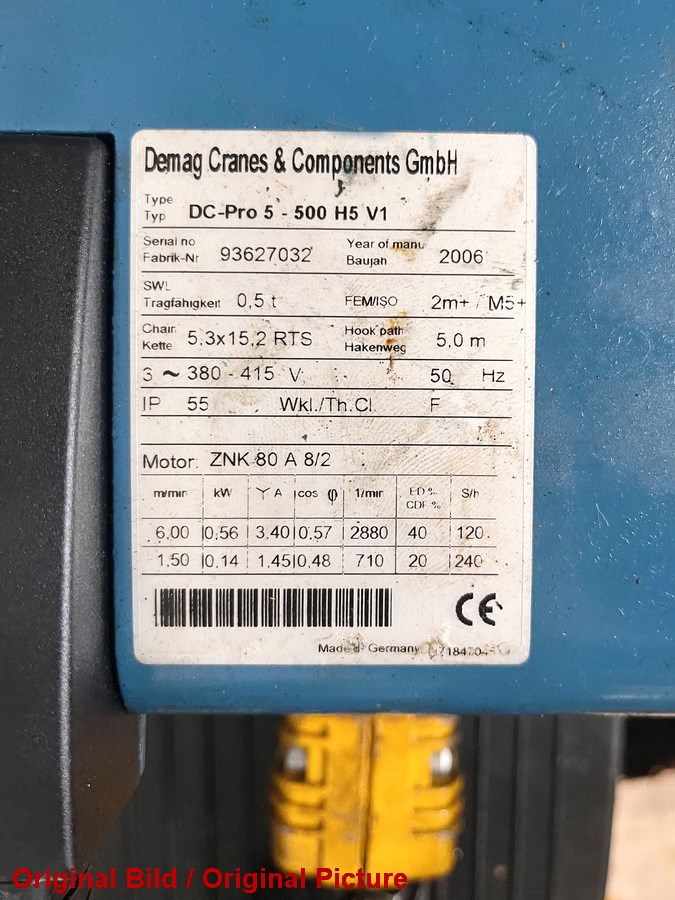 Demag Cranes & Components GmbH
Type
Typ DC-Pro 5 - 500 H5 V1
Serial no
Fabrik-Nr 93627032
Year of manu.
Baujah 2006
SWL
Tragfähigkeit 0,5 t
FEM/ISO 2m+ / M5+
Chain
Kette 5,3x15,2 RTS
Hook path
Hakenweg 5,0 m
3 ~ 380 - 415 V 50 Hz
IP 55 Wkl./Th.Cl F
Motor: ZNK 80 A 8/2
m/min kW Y A cos φ 1/min ED % CDF % S/h
6.00 0,56 3.40 0,57 2880 40 120
1.50 0,14 1.45 0,48 710 20 240
CE
Made Germany
Original Bild / Original Picture